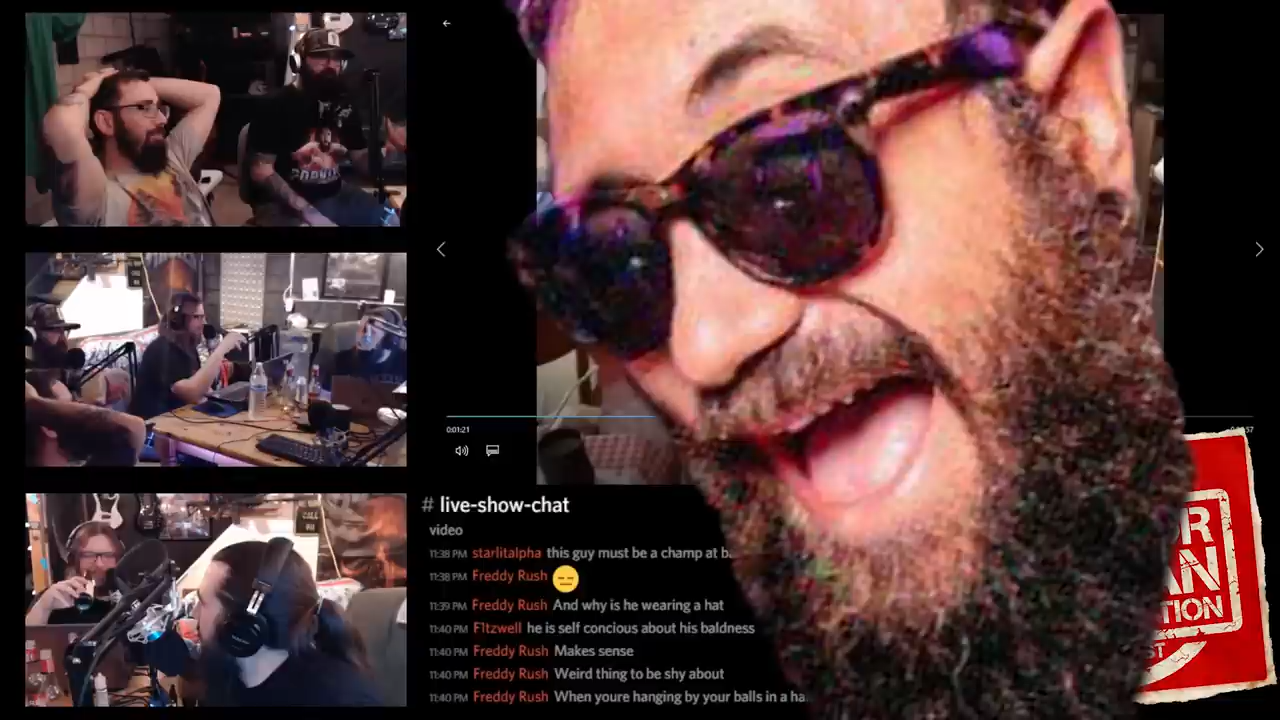 0:01:21
# live-show-chat
video
11:38 PM starlitalpha this guy must be a champ at
11:38 PM Freddy Rush 😑
11:39 PM Freddy Rush And why is he wearing a hat
11:40 PM F1tzwell he is self concious about his baldness
11:40 PM Freddy Rush Makes sense
11:40 PM Freddy Rush Weird thing to be shy about
11:40 PM Freddy Rush When youre hanging by your balls in a
CALL